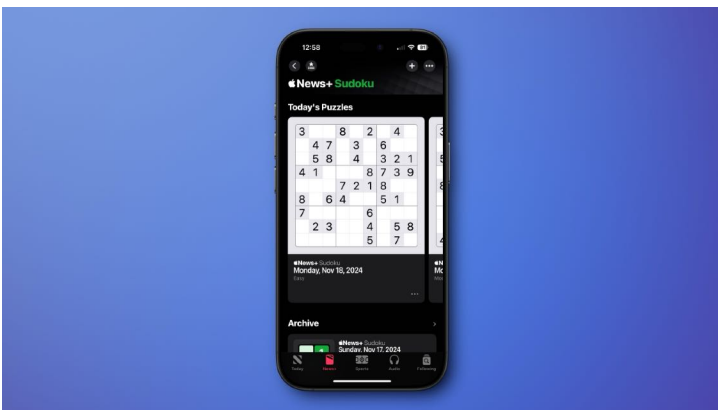 12:58
81
News+ Sudoku
Today's Puzzles
3 8 2 4
4 7 3 6
5 8 4 3 2 1
4 1 8 7 3 9
7 2 1 8
8 6 4 5 1
7 6
2 3 4 5 8
5 7
News+ Sudoku
Monday, Nov 18, 2024
Easy
Archive
News+ Sudoku
Sunday, Nov 17, 2024
Today News+ Sports Audio Following